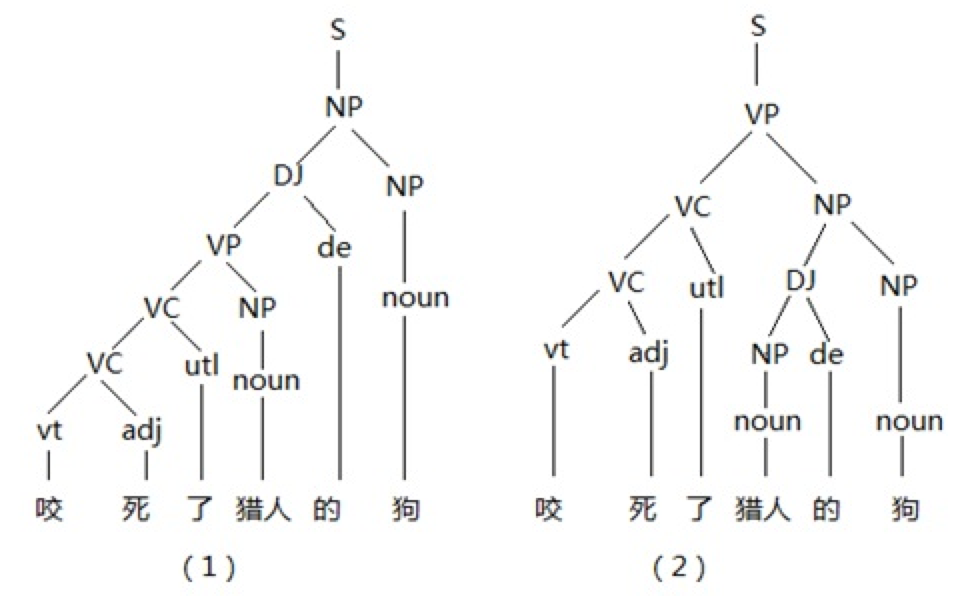 S S
NP VP
DJ NP VC NP
VP de VC utl DJ NP
VC NP noun vt adj NP de
VC utl noun noun noun
vt adj
咬 死 了 猎人 的 狗 咬 死 了 猎人 的 狗
(1) (2)